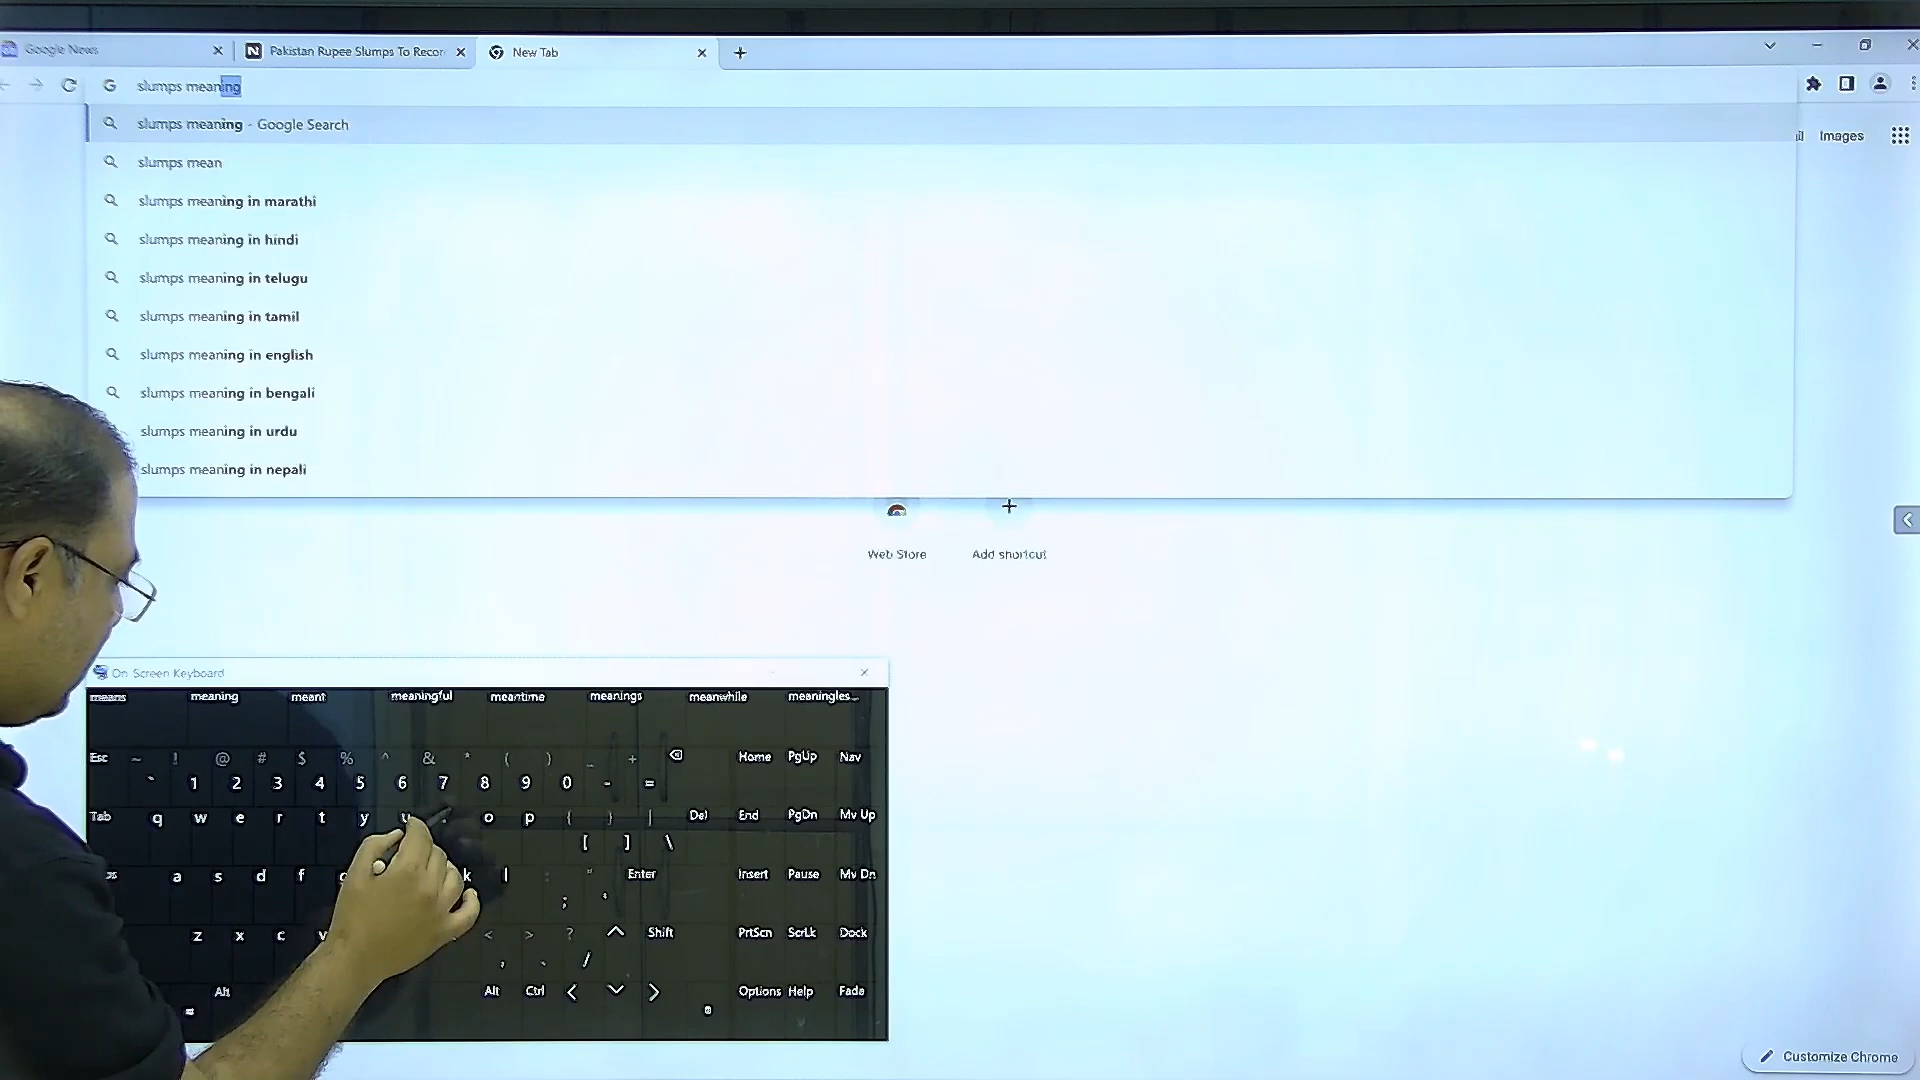 Google News
Pakistan Rupee Slumps To Recor
New Tab
slumps meaning
slumps meaning - Google Search
slumps mean
slumps meaning in marathi
slumps meaning in hindi
slumps meaning in telugu
slumps meaning in tamil
slumps meaning in english
slumps meaning in bengali
slumps meaning in urdu
slumps meaning in nepali
Images
Web Store
Add shortcut
On Screen Keyboard
means meaning meant meaningful meantime meanings meanwhile meaningles...
Esc ~ ! @ # $ % ^ & * ( ) _ + Home PgUp Nav
` 1 2 3 4 5 6 7 8 9 0 - =
Tab q w e r t y u o p { } | Del End PgDn Mv Up
[ ] \
a s d f k l : " Enter Insert Pause Mv Dn
; '
z x c v < > ? Shift PrtScn ScrLk Dock
, . /
Alt Alt Ctrl Options Help Fade
Customize Chrome